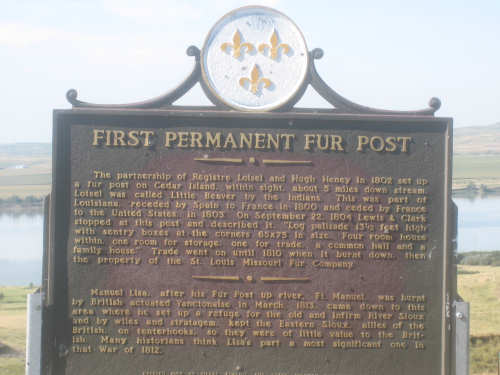 FIRST PERMANENT FUR POST
The partnership of Registre Loisel and Hugh Heney in 1802 set up
a fur post on Cedar Island, within sight, about 5 miles down stream.
Loisel was called Little Beaver by the Indians. This was part of
Louisiana, receded by Spain to France in 1800 and ceded by France
to the United States, in 1803. On September 22, 1804 Lewis & Clark
stopped at this post and described it, "Log palisade 13½ feet high
with sentry boxes at the corners, 65x75 in size; Four room house
within, one room for storage; one for trade; a common hall and a
family house." Trade went on until 1810 when it burnt down, then
the property of the St. Louis Missouri Fur Company.
Manuel Lisa, after his Fur Post up river, Ft. Manuel, was burnt
by British actuated Yanctonaise in March, 1813, came down to this
area where he set up a refuge for the old and infirm River Sioux
and by wiles and stratagem, kept the Eastern Sioux, allies of the
British, on tenterhooks, so they were of little value to the Brit-
ish. Many historians think Lisa's part a most significant one in
that War of 1812.